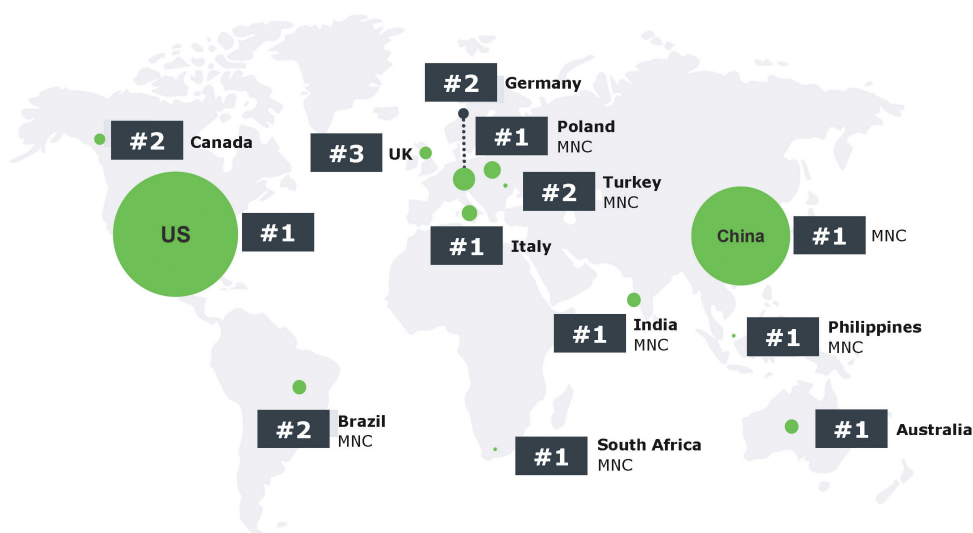 #2 Germany
#1 Poland
MNC
#2 Canada
#3 UK
#2 Turkey
MNC
US #1
#1 Italy
China #1 MNC
#1 India
MNC
#1 Philippines
MNC
#2 Brazil
MNC
#1 South Africa
MNC
#1 Australia